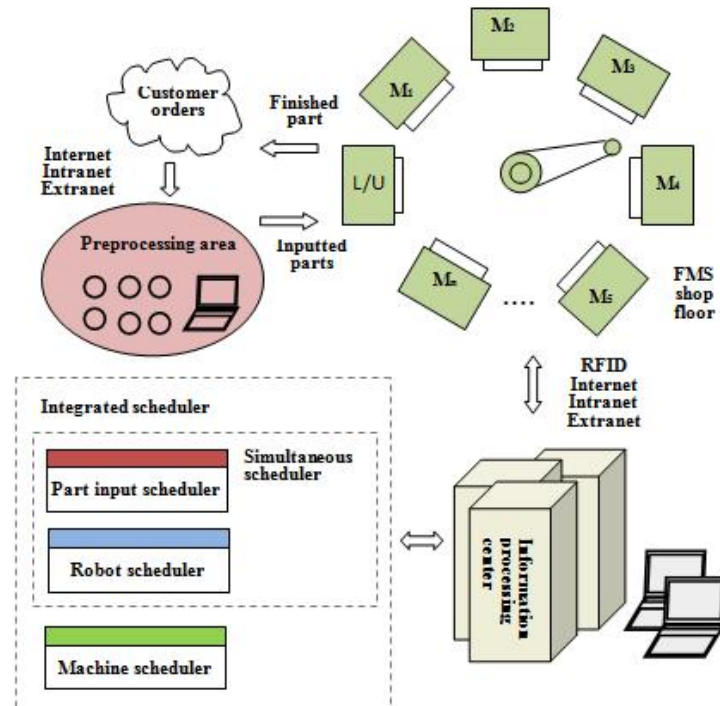 M2
M1
M3
Customer
orders
Finished
part
Internet
Intranet
Extranet
L/U
M4
Preprocessing area
Inputted
parts
Mn
....
M5
FMS
shop
floor
RFID
Internet
Intranet
Extranet
Integrated scheduler
Simultaneous
scheduler
Part input scheduler
Robot scheduler
Machine scheduler
Information
processing
center